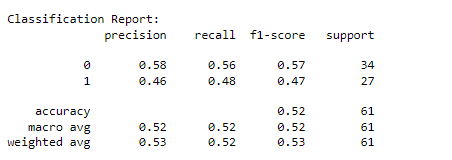 Classification Report:
precision recall f1-score support
0 0.58 0.56 0.57 34
1 0.46 0.48 0.47 27
accuracy 0.52 61
macro avg 0.52 0.52 0.52 61
weighted avg 0.53 0.52 0.53 61